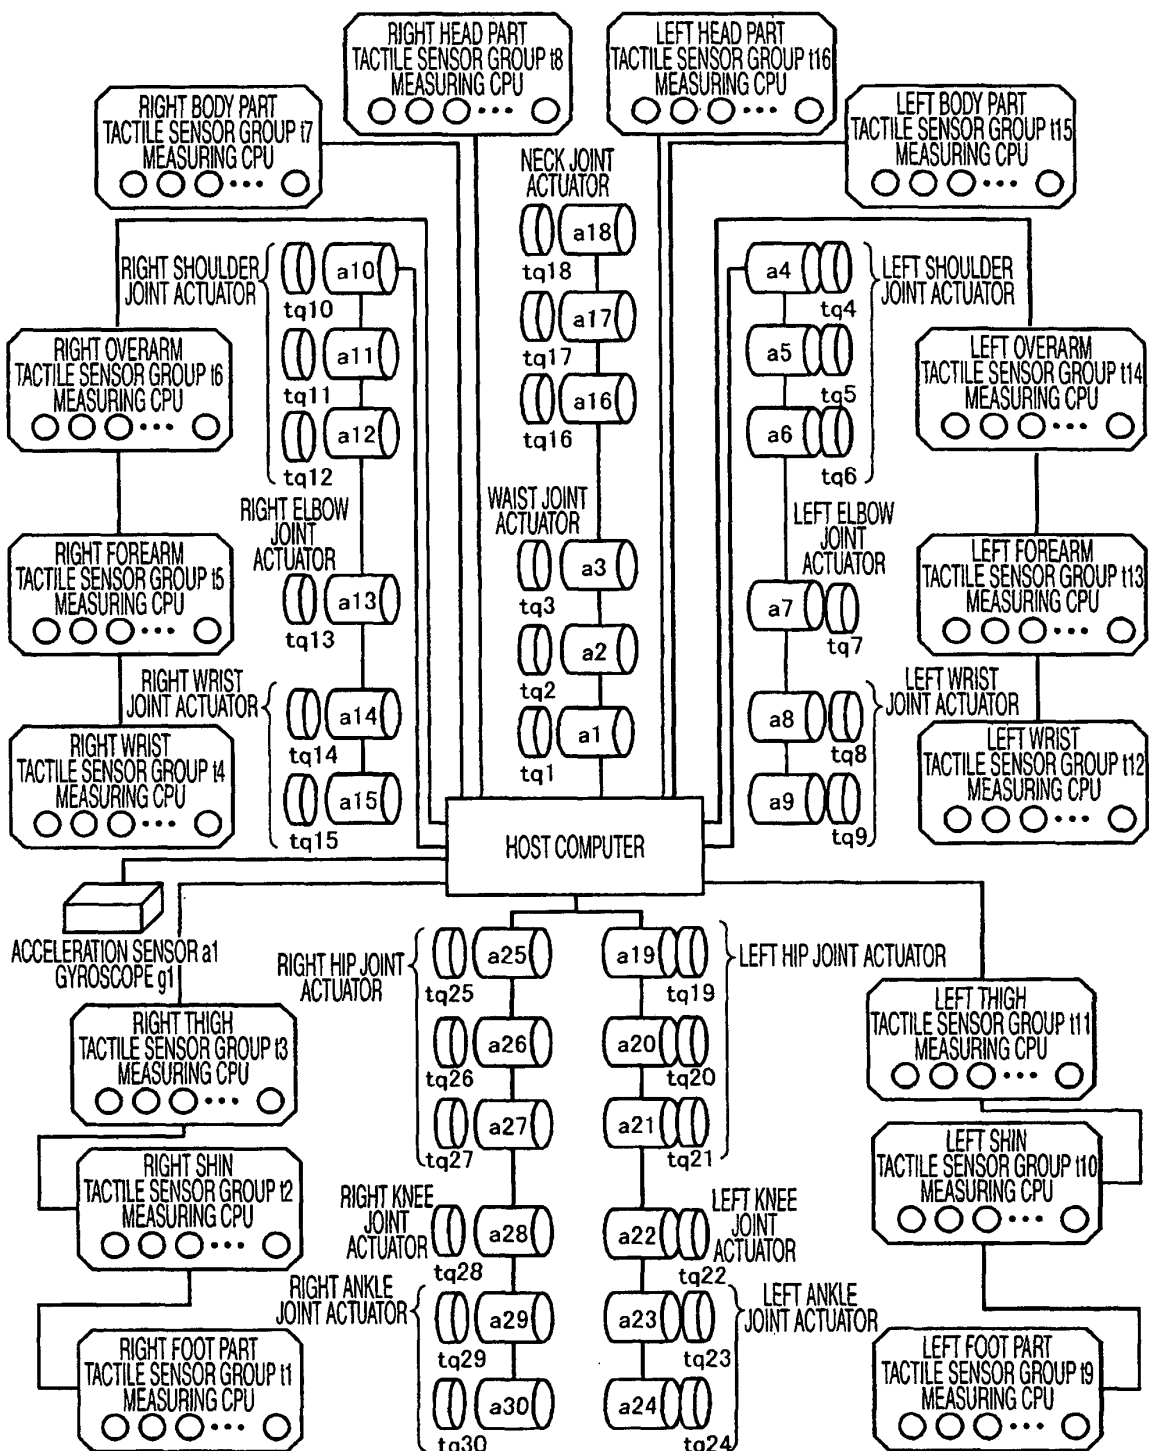 RIGHT HEAD PART
TACTILE SENSOR GROUP t8
MEASURING CPU
LEFT HEAD PART
TACTILE SENSOR GROUP t16
MEASURING CPU
RIGHT BODY PART
TACTILE SENSOR GROUP t7
MEASURING CPU
LEFT BODY PART
TACTILE SENSOR GROUP t15
MEASURING CPU
NECK JOINT
ACTUATOR
a18
tq18
a17
tq17
a16
tq16
RIGHT SHOULDER
JOINT ACTUATOR
a10
tq10
a11
tq11
a12
tq12
a4
tq4
a5
tq5
a6
tq6
LEFT SHOULDER
JOINT ACTUATOR
RIGHT OVERARM
TACTILE SENSOR GROUP t6
MEASURING CPU
LEFT OVERARM
TACTILE SENSOR GROUP t14
MEASURING CPU
RIGHT ELBOW
JOINT
ACTUATOR
a13
tq13
WAIST JOINT
ACTUATOR
a3
tq3
a2
tq2
a1
tq1
LEFT ELBOW
JOINT
ACTUATOR
a7
tq7
RIGHT FOREARM
TACTILE SENSOR GROUP t5
MEASURING CPU
LEFT FOREARM
TACTILE SENSOR GROUP t13
MEASURING CPU
RIGHT WRIST
JOINT ACTUATOR
a14
tq14
a15
tq15
LEFT WRIST
JOINT ACTUATOR
a8
tq8
a9
tq9
RIGHT WRIST
TACTILE SENSOR GROUP t4
MEASURING CPU
LEFT WRIST
TACTILE SENSOR GROUP t12
MEASURING CPU
HOST COMPUTER
ACCELERATION SENSOR a1
GYROSCOPE g1
RIGHT HIP JOINT
ACTUATOR
a25
tq25
a26
tq26
a27
tq27
a19
tq19
a20
tq20
a21
tq21
LEFT HIP JOINT ACTUATOR
RIGHT THIGH
TACTILE SENSOR GROUP t3
MEASURING CPU
LEFT THIGH
TACTILE SENSOR GROUP t11
MEASURING CPU
RIGHT SHIN
TACTILE SENSOR GROUP t2
MEASURING CPU
LEFT SHIN
TACTILE SENSOR GROUP t10
MEASURING CPU
RIGHT KNEE
JOINT
ACTUATOR
a28
tq28
a22
tq22
LEFT KNEE
JOINT
ACTUATOR
RIGHT ANKLE
JOINT ACTUATOR
a29
tq29
a30
tq30
a23
tq23
a24
tq24
LEFT ANKLE
JOINT ACTUATOR
RIGHT FOOT PART
TACTILE SENSOR GROUP t1
MEASURING CPU
LEFT FOOT PART
TACTILE SENSOR GROUP t9
MEASURING CPU